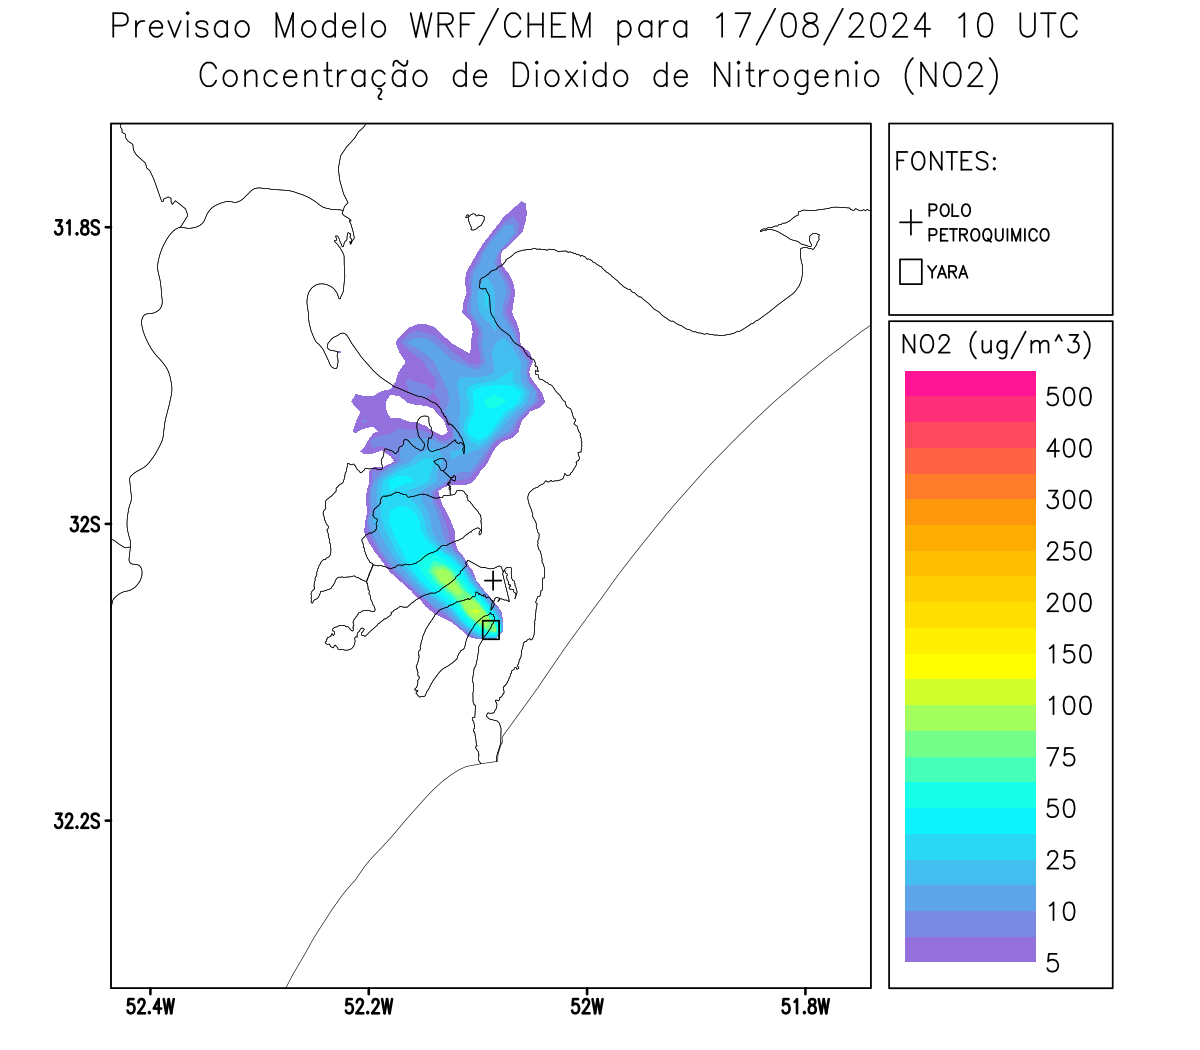 Previsao Modelo WRF/CHEM para 17/08/2024 10 UTC
Concentração de Dioxido de Nitrogenio (NO2)
FONTES:
POLO
PETROQUIMICO
YARA
NO2 (ug/m^3)
500
400
300
250
200
150
100
75
50
25
10
5
31.8S
32S
32.2S
52.4W
52.2W
52W
51.8W